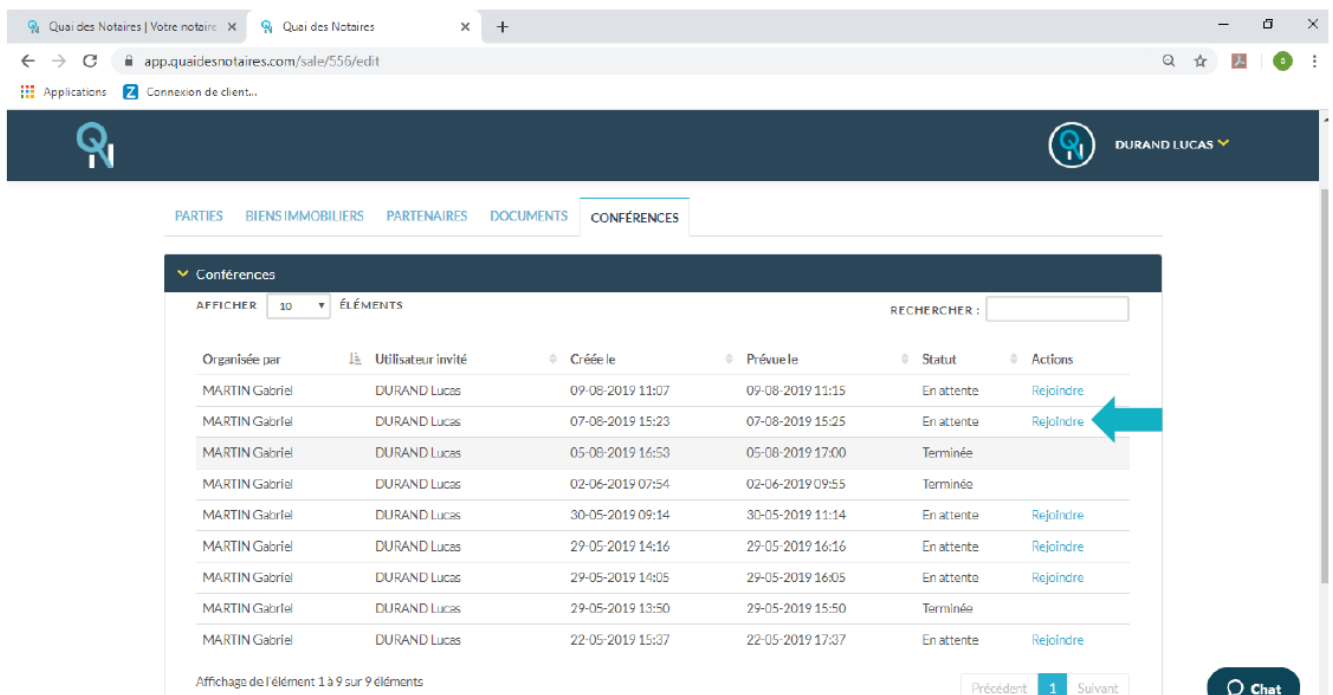 Quai des Notaires | Votre notaire Quai des Notaires
app.quaidesnotaires.com/sale/556/edit
Applications Connexion de client...
QN QN DURAND LUCAS
PARTIES BIENS IMMOBILIERS PARTENAIRES DOCUMENTS CONFÉRENCES
Conférences
AFFICHER 10 ÉLÉMENTS RECHERCHER :
Organisée par Utilisateur invité Créée le Prévue le Statut Actions
MARTIN Gabriel DURAND Lucas 09-08-2019 11:07 09-08-2019 11:15 En attente Rejoindre
MARTIN Gabriel DURAND Lucas 07-08-2019 15:23 07-08-2019 15:25 En attente Rejoindre
MARTIN Gabriel DURAND Lucas 05-08-2019 16:53 05-08-2019 17:00 Terminée
MARTIN Gabriel DURAND Lucas 02-06-2019 07:54 02-06-2019 09:55 Terminée
MARTIN Gabriel DURAND Lucas 30-05-2019 09:14 30-05-2019 11:14 En attente Rejoindre
MARTIN Gabriel DURAND Lucas 29-05-2019 14:16 29-05-2019 16:16 En attente Rejoindre
MARTIN Gabriel DURAND Lucas 29-05-2019 14:05 29-05-2019 16:05 En attente Rejoindre
MARTIN Gabriel DURAND Lucas 29-05-2019 13:50 29-05-2019 15:50 Terminée
MARTIN Gabriel DURAND Lucas 22-05-2019 15:37 22-05-2019 17:37 En attente Rejoindre
Affichage de l'élément 1 à 9 sur 9 éléments Précédent 1 Suivant
Chat